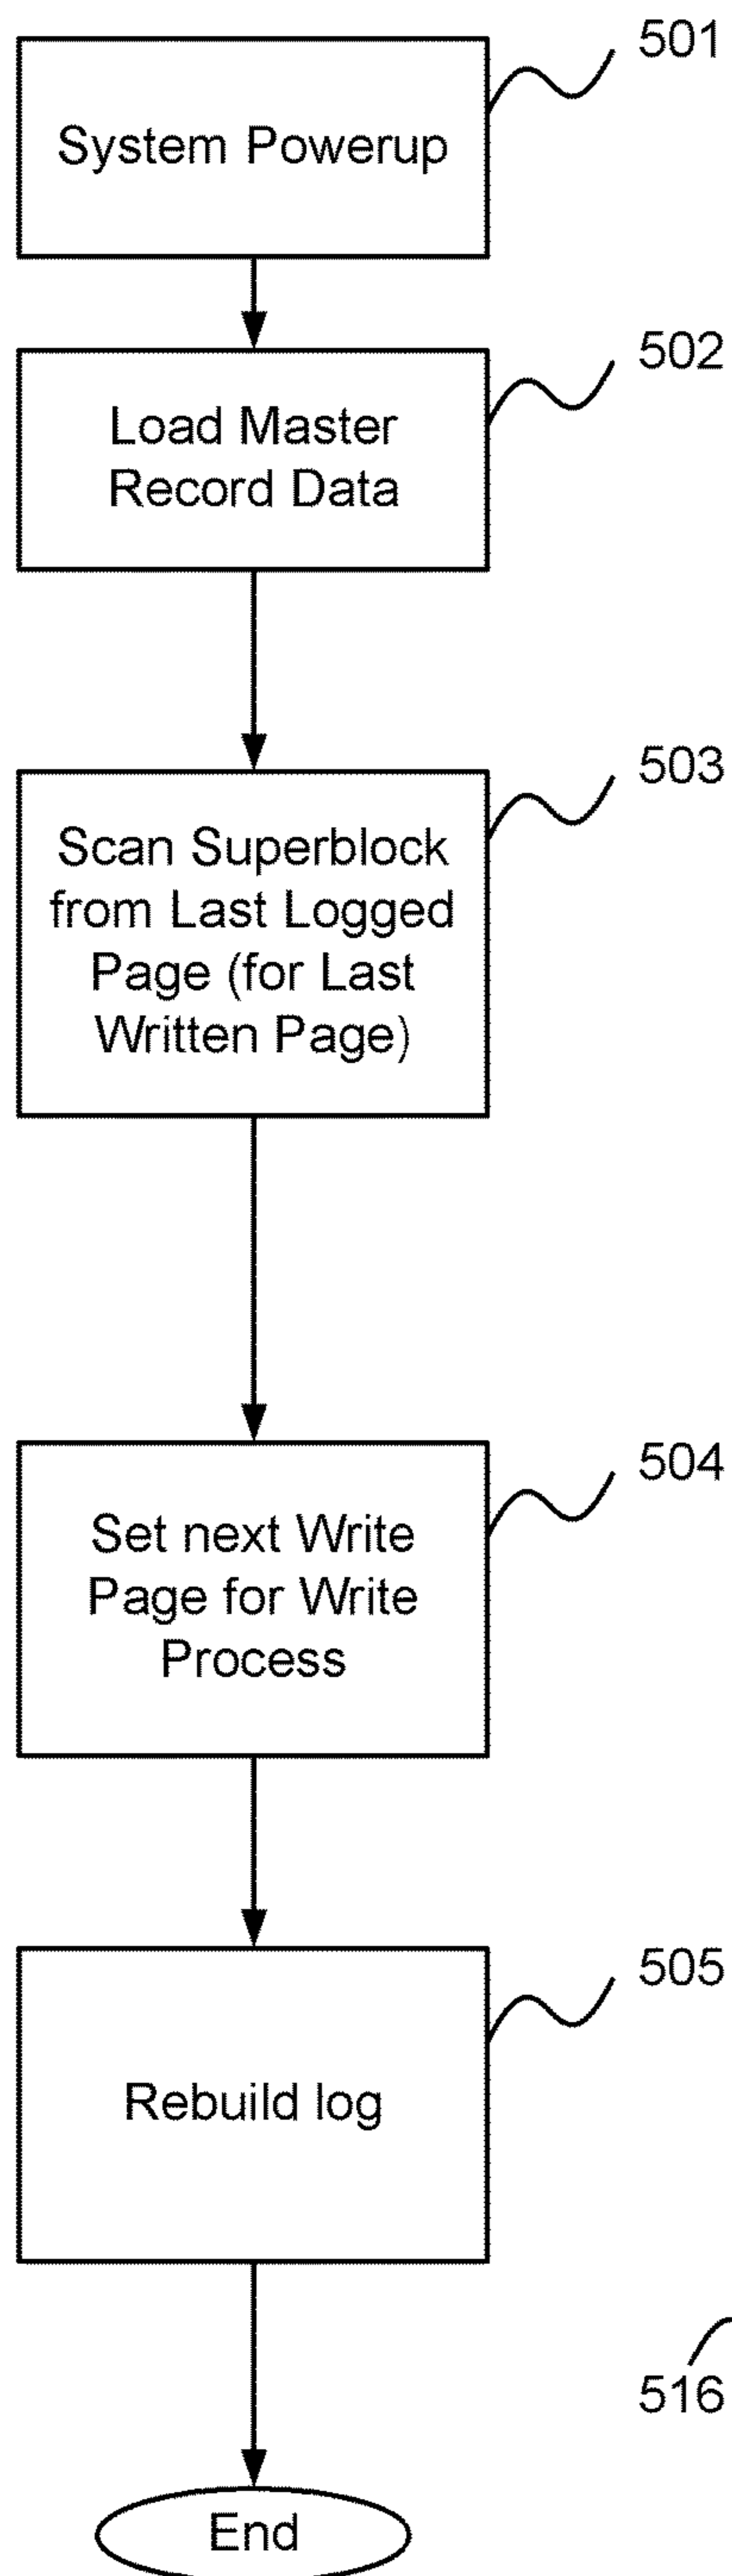 501
System Powerup
502
Load Master
Record Data
503
Scan Superblock
from Last Logged
Page (for Last
Written Page)
504
Set next Write
Page for Write
Process
505
Rebuild log
516
End